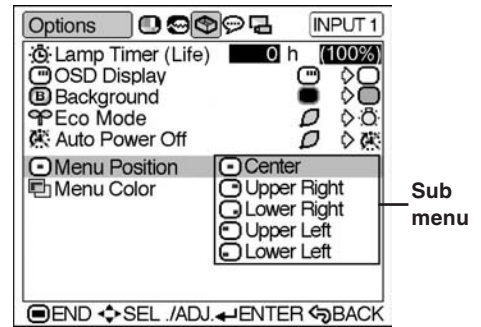 Options INPUT 1
Lamp Timer (Life) 0 h (100%)
OSD Display
B Background
Eco Mode
Auto Power Off
Menu Position Center
Menu Color Upper Right
Lower Right
Upper Left
Lower Left
Sub
menu
END SEL ./ADJ. ENTER BACK